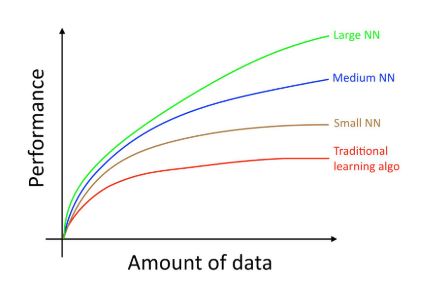 Large NN
Medium NN
Small NN
Traditional
learning algo
Performance
Amount of data